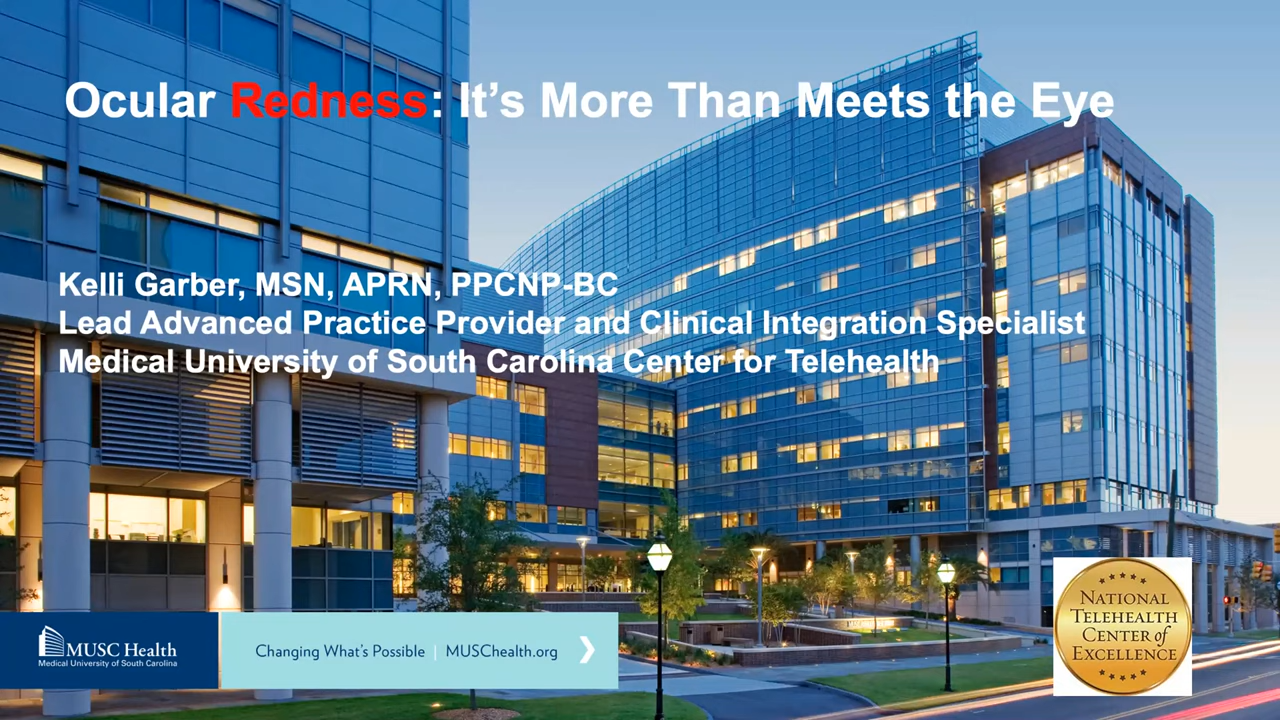 Ocular Redness: It’s More Than Meets the Eye
Kelli Garber, MSN, APRN, PPCNP-BC
Lead Advanced Practice Provider and Clinical Integration Specialist
Medical University of South Carolina Center for Telehealth
MUSC Health
Medical University of South Carolina
Changing What’s Possible | MUSChealth.org
NATIONAL
TELEHEALTH
CENTER of
EXCELLENCE